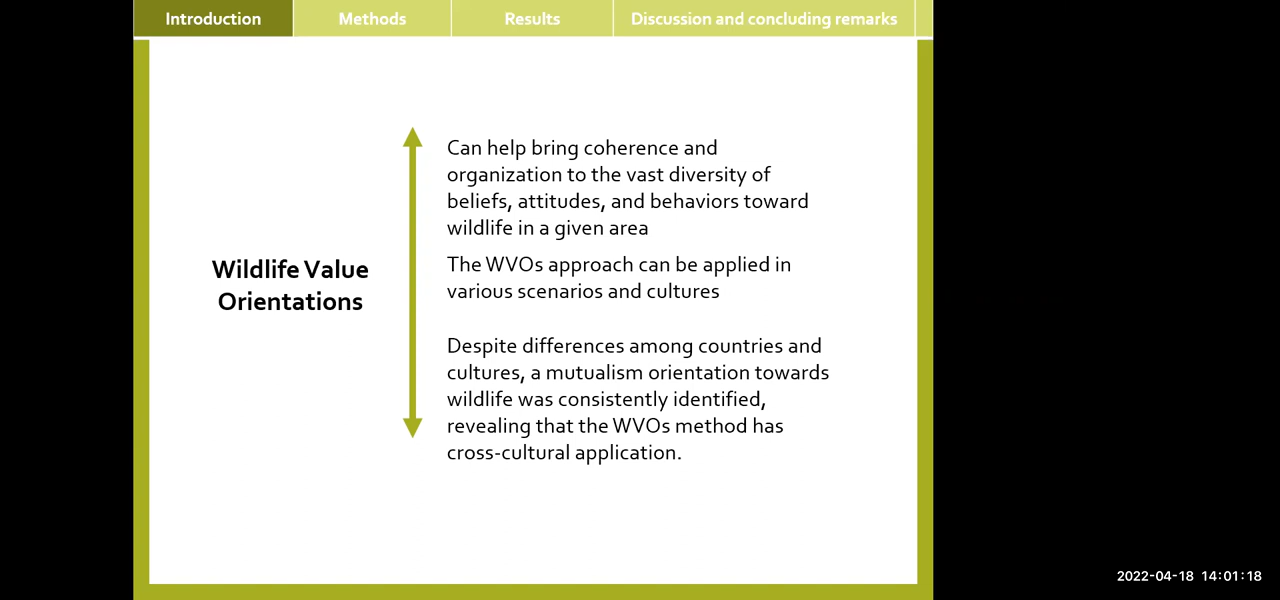 Introduction
Methods
Results
Discussion and concluding remarks
Wildlife Value
Orientations
Can help bring coherence and
organization to the vast diversity of
beliefs, attitudes, and behaviors toward
wildlife in a given area
The WVOs approach can be applied in
various scenarios and cultures
Despite differences among countries and
cultures, a mutualism orientation towards
wildlife was consistently identified,
revealing that the WVOs method has
cross-cultural application.
2022-04-18 14:01:18